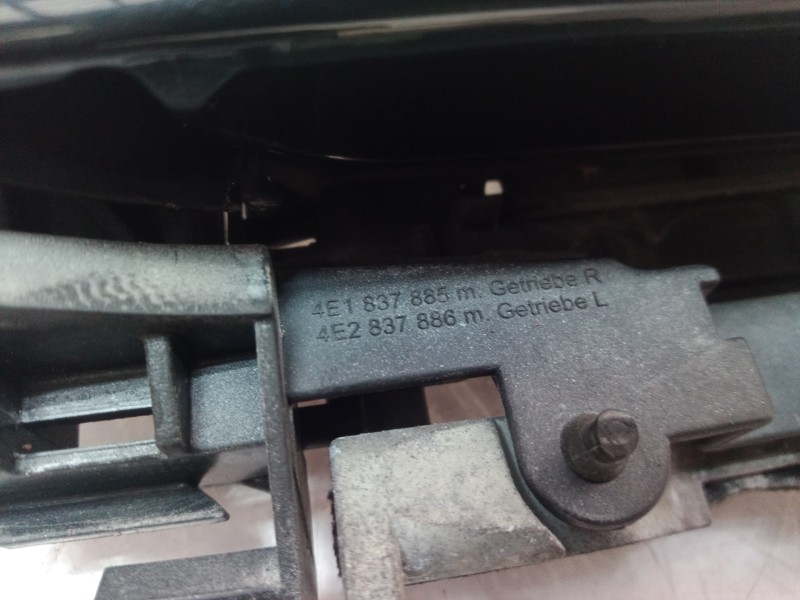 4E1 837 885 m. Getriebe R
4E2 837 886 m. Getriebe L